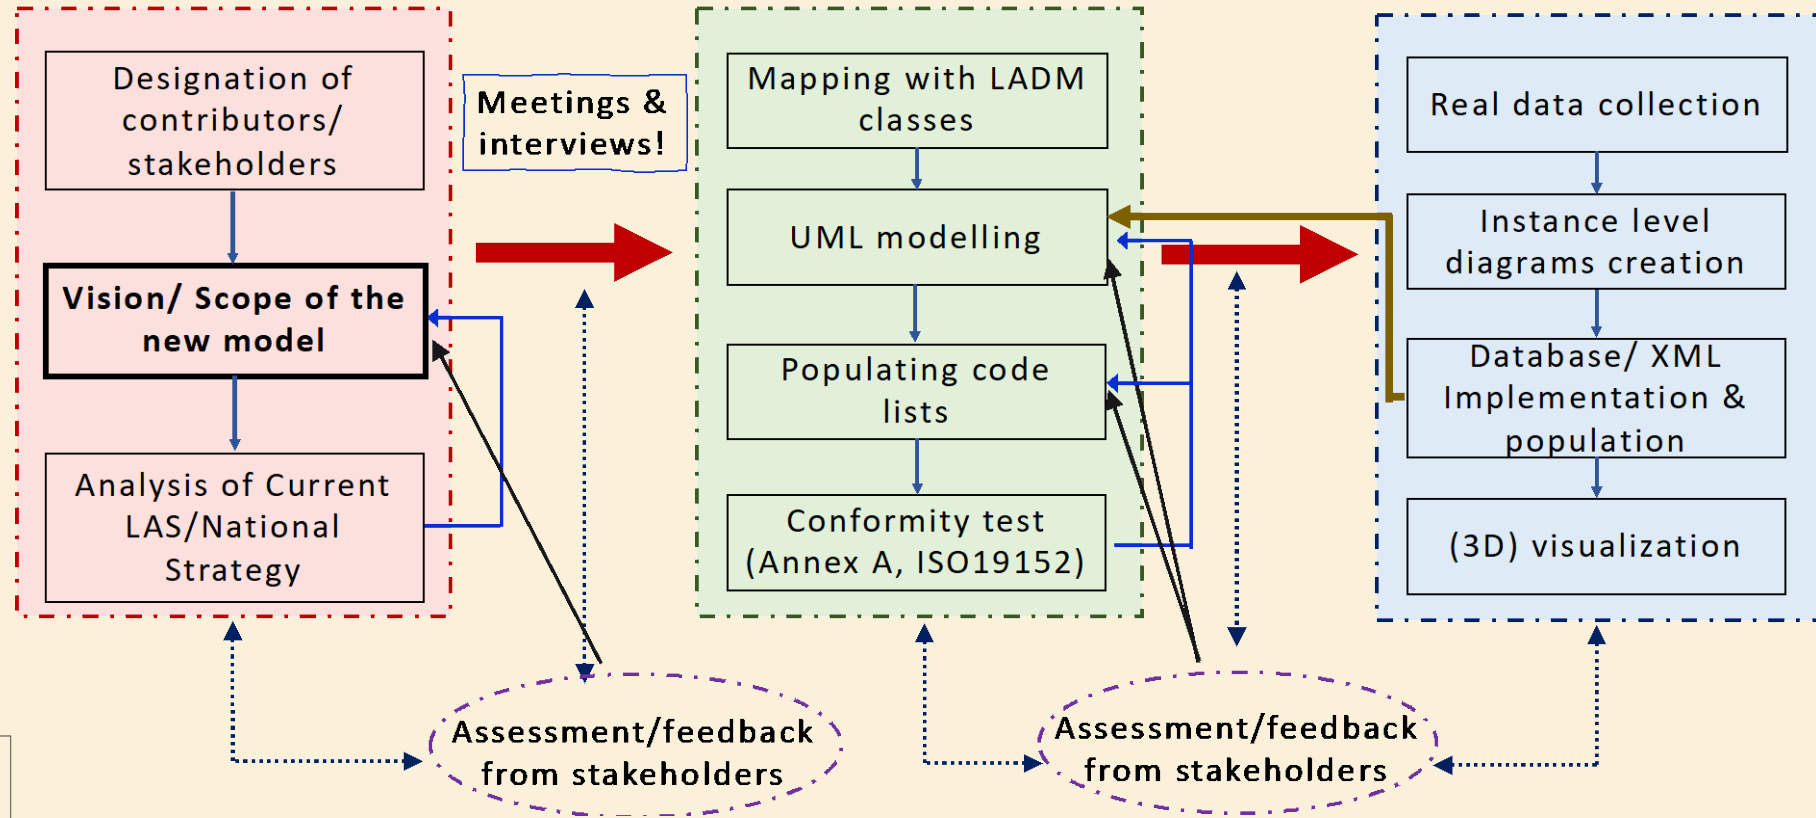 Designation of
contributors/
stakeholders
Vision/ Scope of the
new model
Analysis of Current
LAS/National
Strategy
Meetings &
interviews!
Mapping with LADM
classes
UML modelling
Populating code
lists
Conformity test
(Annex A, ISO19152)
Real data collection
Instance level
diagrams creation
Database/ XML
Implementation &
population
(3D) visualization
Assessment/feedback
from stakeholders
Assessment/feedback
from stakeholders